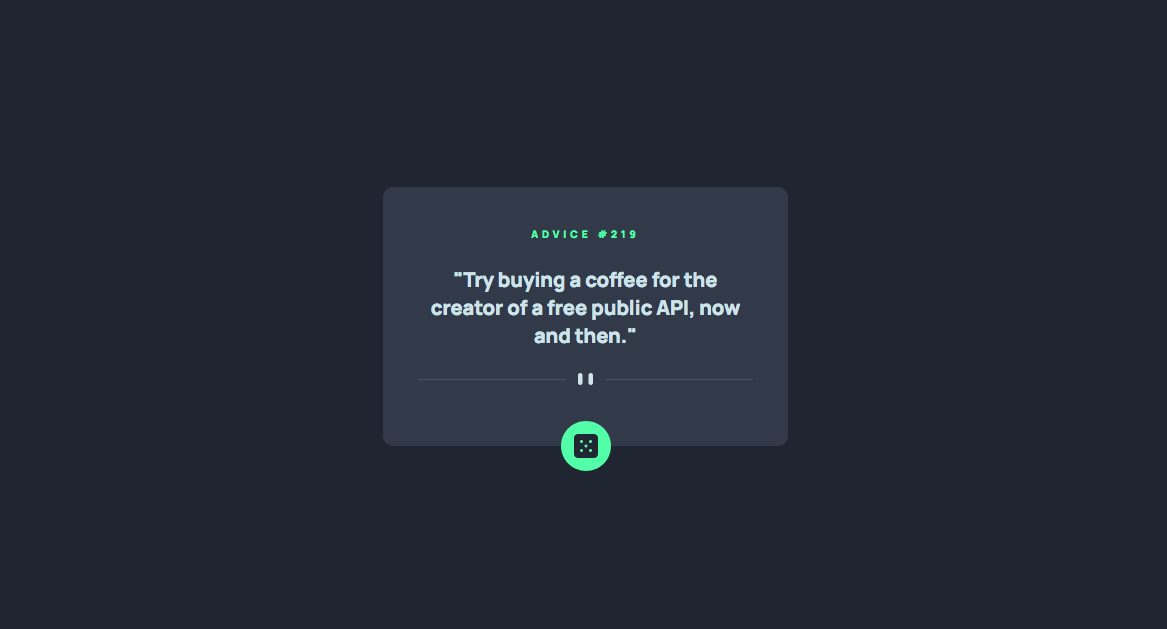 ADVICE #219
"Try buying a coffee for the
creator of a free public API, now
and then."